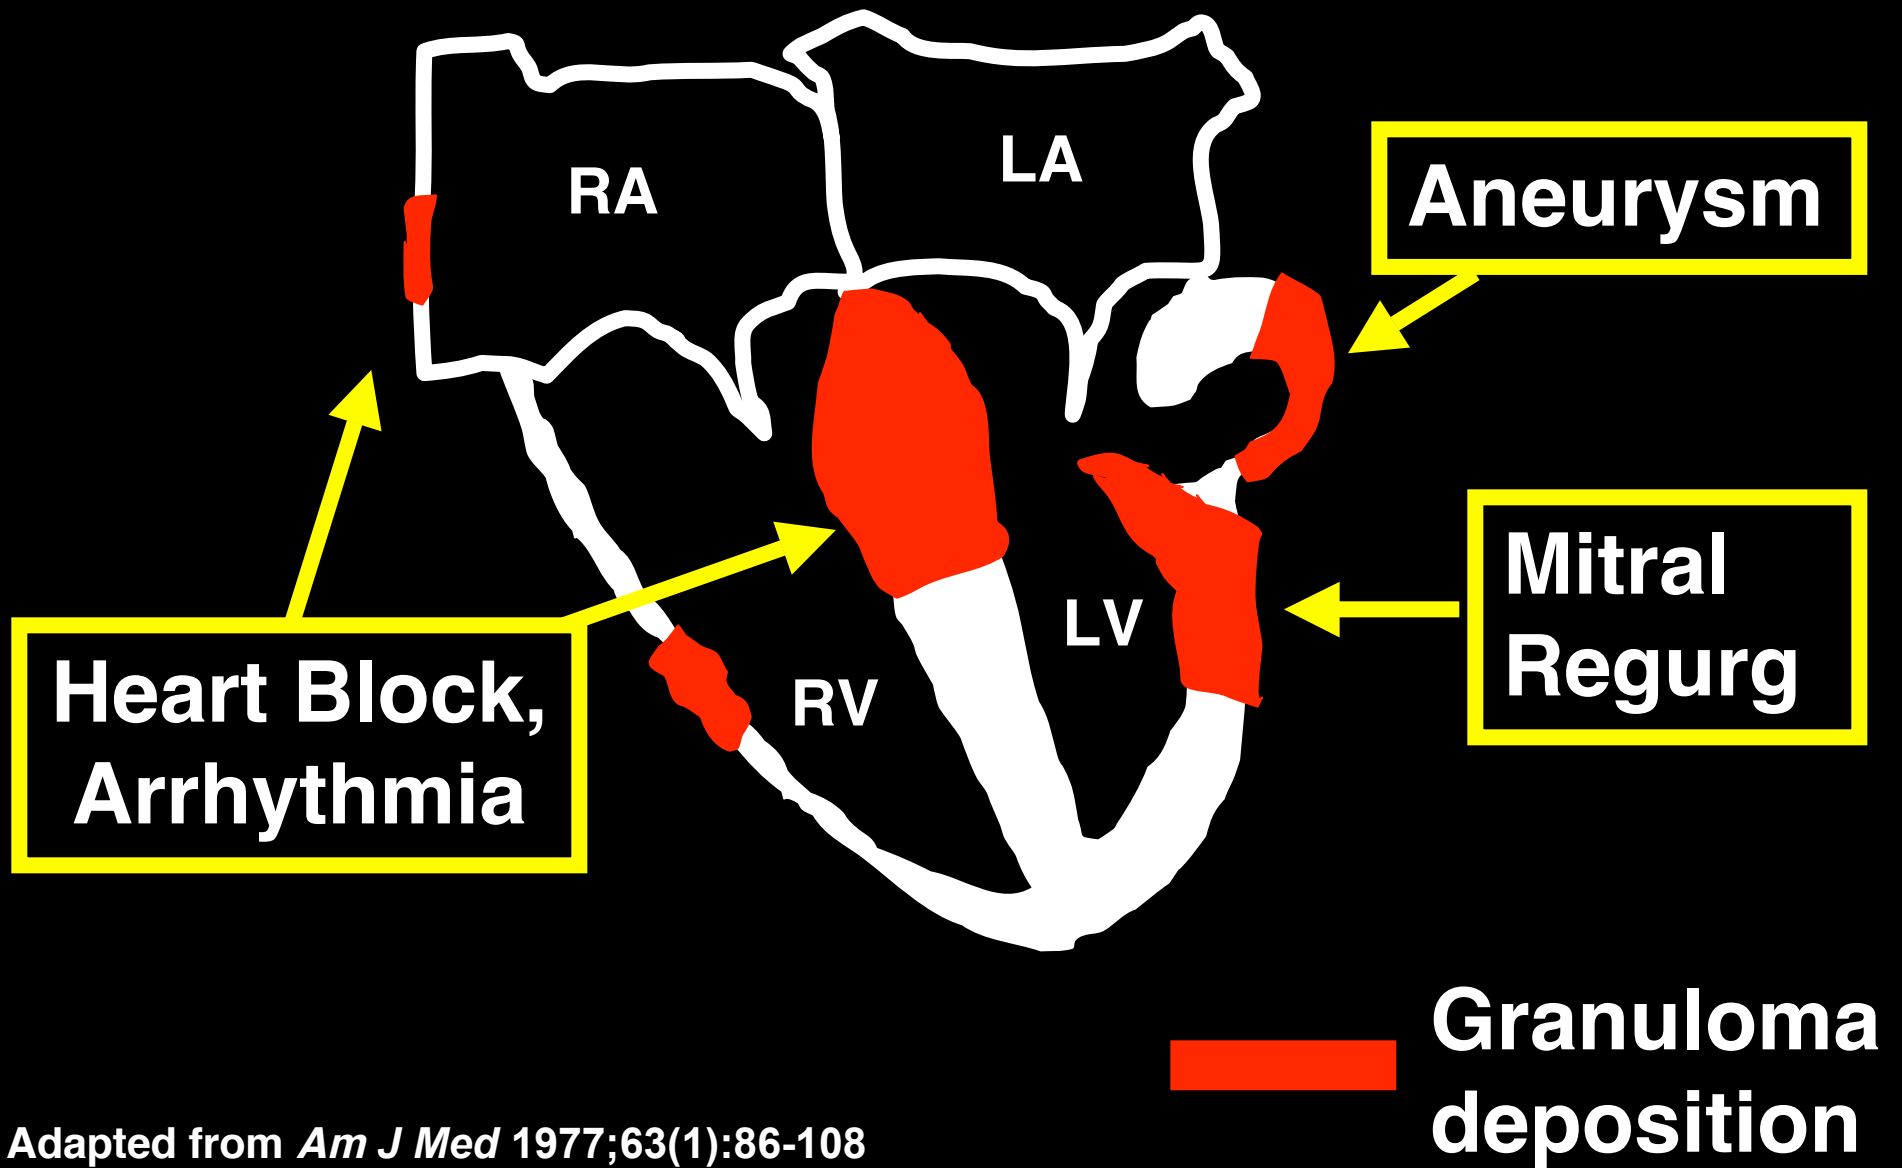 RA
LA
Aneurysm
Mitral
Regurg
LV
RV
Heart Block,
Arrhythmia
Granuloma
deposition
Adapted from Am J Med 1977;63(1):86-108